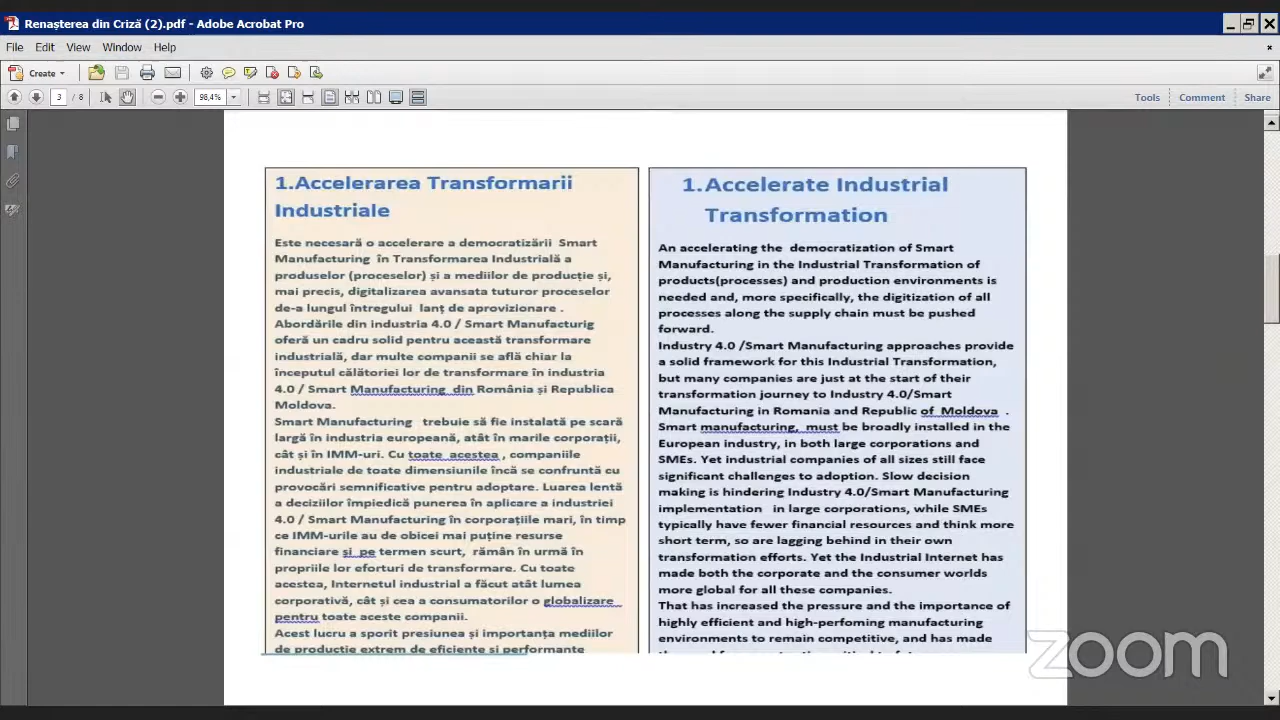 Renașterea din Criză (2).pdf - Adobe Acrobat Pro
File Edit View Window Help
Create
3 / 8 98,4% Tools Comment Share
1.Accelerarea Transformarii
Industriale
Este necesară o accelerare a democratizării Smart
Manufacturing în Transformarea Industrială a
produselor (proceselor) și a mediilor de producție și,
mai precis, digitalizarea avansata tuturor proceselor
de-a lungul întregului lanț de aprovizionare .
Abordările din industria 4.0 / Smart Manufacturig
oferă un cadru solid pentru această transformare
industrială, dar multe companii se află chiar la
începutul călătoriei lor de transformare în industria
4.0 / Smart Manufacturing din România și Republica
Moldova.
Smart Manufacturing trebuie să fie instalată pe scară
largă în industria europeană, atât în marile corporații,
cât și în IMM-uri. Cu toate acestea , companiile
industriale de toate dimensiunile încă se confruntă cu
provocări semnificative pentru adoptare. Luarea lentă
a deciziilor împiedică punerea în aplicare a industriei
4.0 / Smart Manufacturing în corporațiile mari, în timp
ce IMM-urile au de obicei mai puține resurse
financiare și pe termen scurt, rămân în urmă în
propriile lor eforturi de transformare. Cu toate
acestea, Internetul industrial a făcut atât lumea
corporativă, cât și cea a consumatorilor o globalizare
pentru toate aceste companii.
Acest lucru a sporit presiunea și importanța mediilor
de producție extrem de eficiente și performante
1.Accelerate Industrial
Transformation
An accelerating the democratization of Smart
Manufacturing in the Industrial Transformation of
products(processes) and production environments is
needed and, more specifically, the digitization of all
processes along the supply chain must be pushed
forward.
Industry 4.0 /Smart Manufacturing approaches provide
a solid framework for this Industrial Transformation,
but many companies are just at the start of their
transformation journey to Industry 4.0/Smart
Manufacturing in Romania and Republic of Moldova .
Smart manufacturing, must be broadly installed in the
European industry, in both large corporations and
SMEs. Yet industrial companies of all sizes still face
significant challenges to adoption. Slow decision
making is hindering Industry 4.0/Smart Manufacturing
implementation in large corporations, while SMEs
typically have fewer financial resources and think more
short term, so are lagging behind in their own
transformation efforts. Yet the Industrial Internet has
made both the corporate and the consumer worlds
more global for all these companies.
That has increased the pressure and the importance of
highly efficient and high-perfoming manufacturing
environments to remain competitive, and has made
zoom